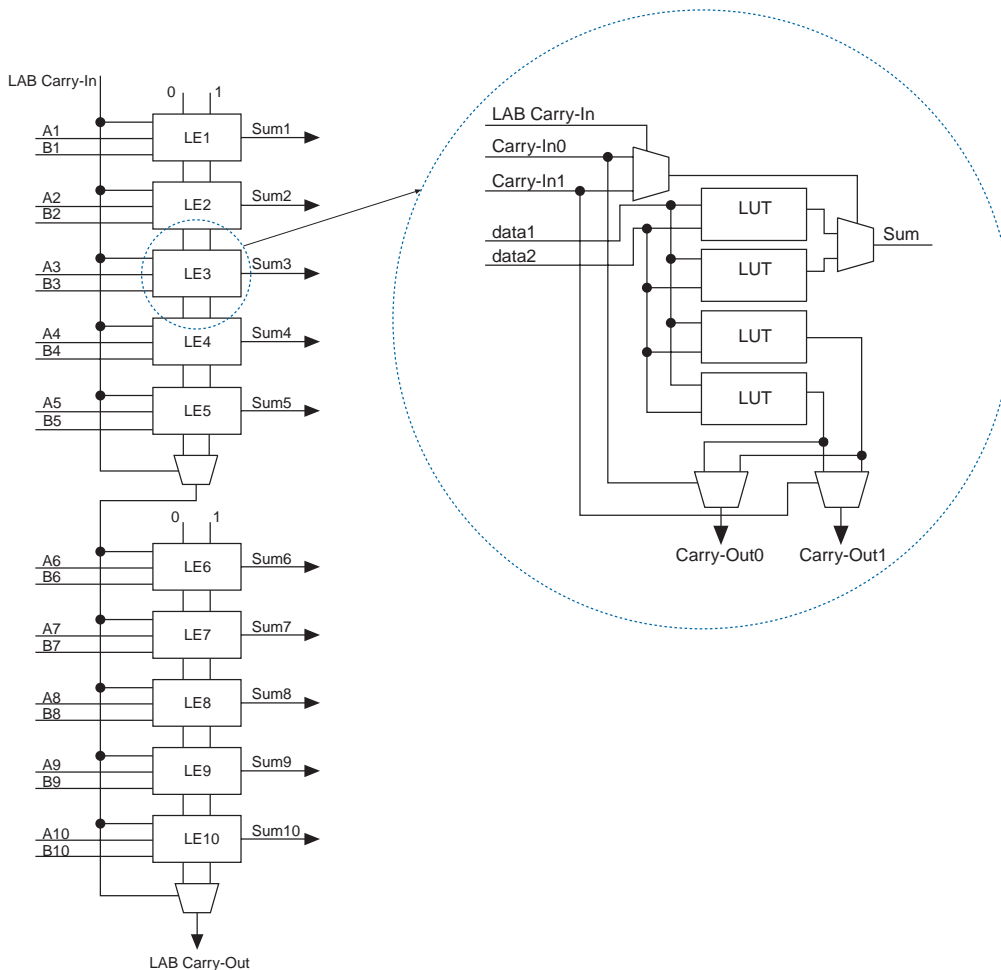 LAB Carry-In
0 1
A1
B1
LE1
Sum1
A2
B2
LE2
Sum2
A3
B3
LE3
Sum3
A4
B4
LE4
Sum4
A5
B5
LE5
Sum5
0 1
A6
B6
LE6
Sum6
A7
B7
LE7
Sum7
A8
B8
LE8
Sum8
A9
B9
LE9
Sum9
A10
B10
LE10
Sum10
LAB Carry-Out
LAB Carry-In
Carry-In0
Carry-In1
data1
data2
LUT
LUT
LUT
LUT
Sum
Carry-Out0
Carry-Out1